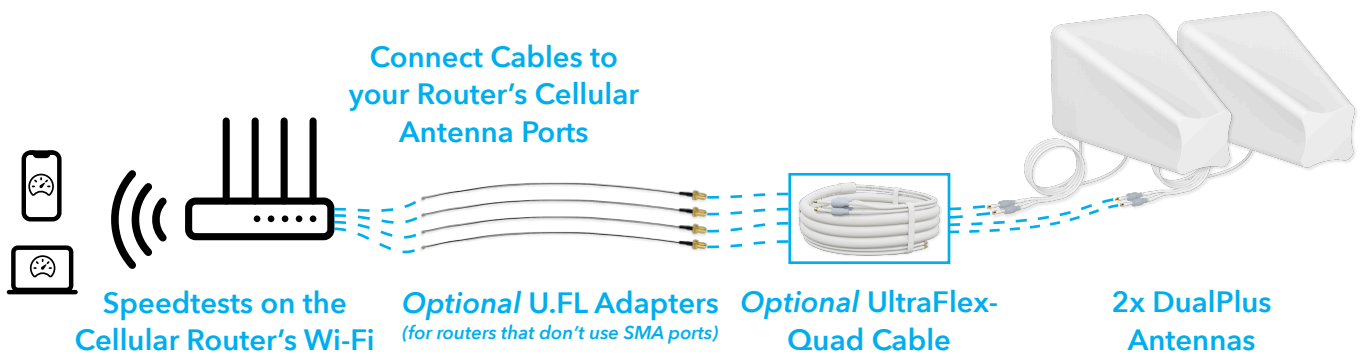 Connect Cables to
your Router's Cellular
Antenna Ports
Speedtests on the
Cellular Router's Wi-Fi
Optional U.FL Adapters
(for routers that don't use SMA ports)
Optional UltraFlex-
Quad Cable
2x DualPlus
Antennas